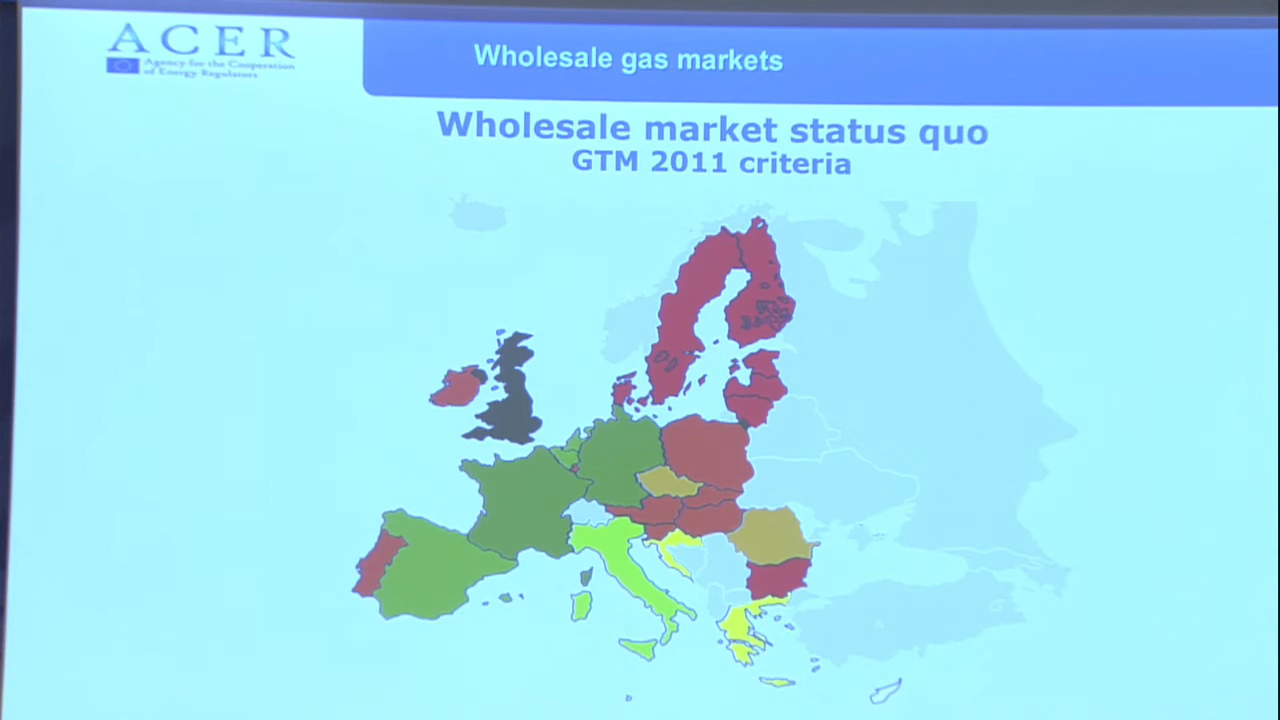 ACER
Agency for the Cooperation
of Energy Regulators
Wholesale gas markets
Wholesale market status quo
GTM 2011 criteria